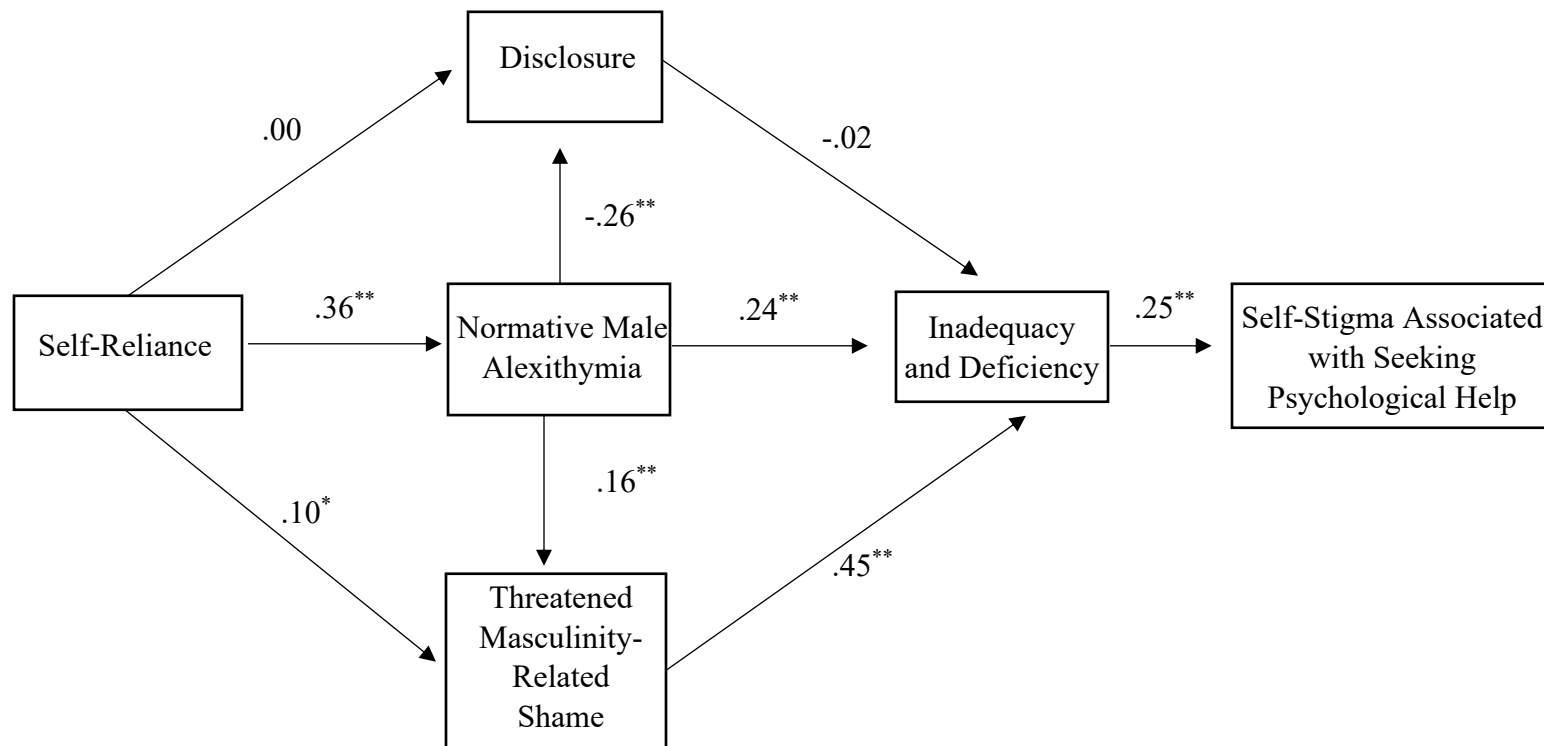 Disclosure
.00
-.02
-.26**
Self-Reliance
.36**
Normative Male
Alexithymia
.24**
Inadequacy
and Deficiency
.25**
Self-Stigma Associated
with Seeking
Psychological Help
.10*
.16**
.45**
Threatened
Masculinity-
Related
Shame